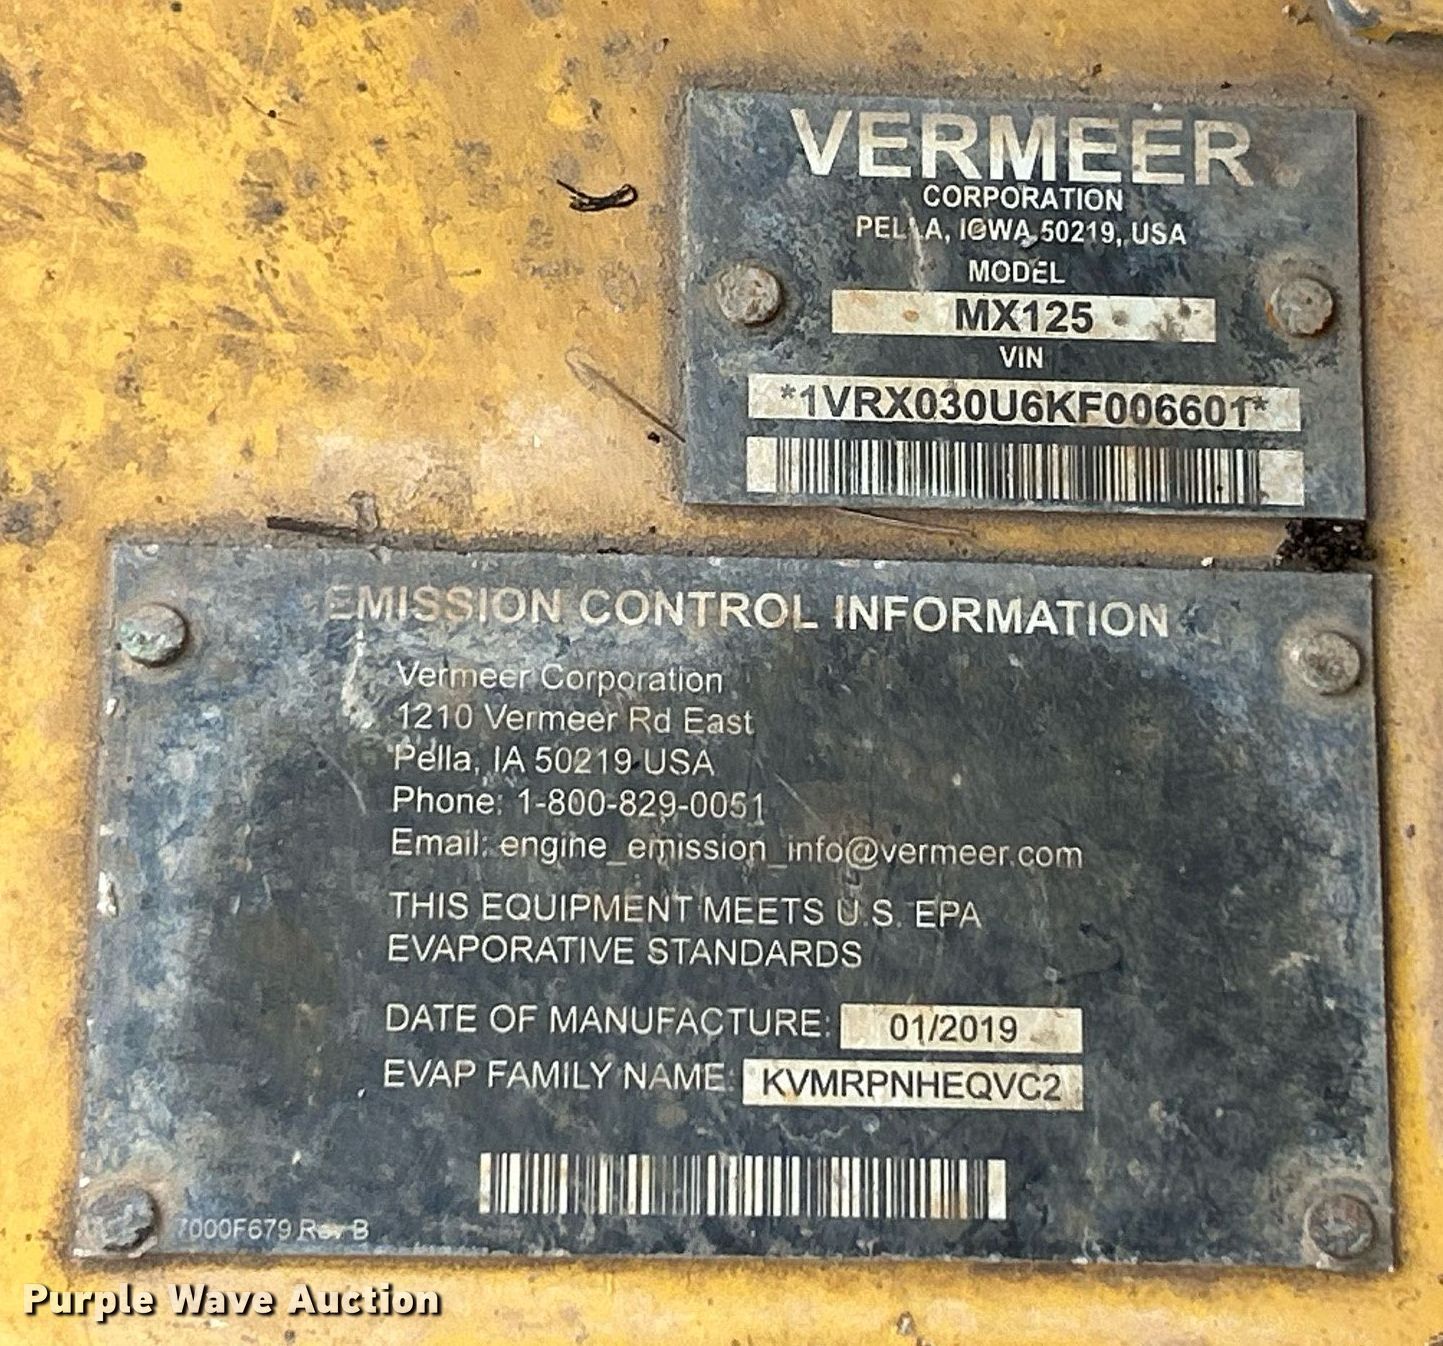 VERMEER
CORPORATION
PELLA, IOWA 50219, USA
MODEL
MX125
VIN
*1VRX030U6KF006601*
EMISSION CONTROL INFORMATION
Vermeer Corporation
1210 Vermeer Rd East
Pella, IA 50219 USA
Phone: 1-800-829-0051
Email: engine_emission_info@vermeer.com
THIS EQUIPMENT MEETS U.S. EPA
EVAPORATIVE STANDARDS
DATE OF MANUFACTURE: 01/2019
EVAP FAMILY NAME: KVMRPNHEQVC2
7000F679 Rev B
Purple Wave Auction